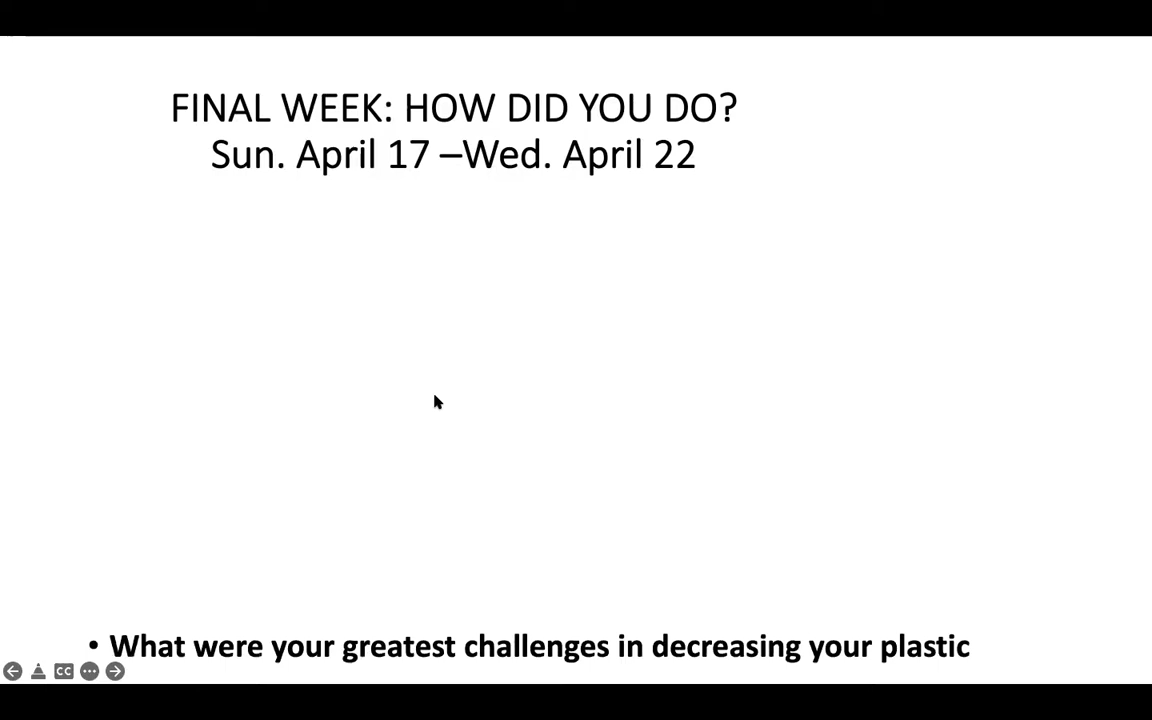 FINAL WEEK: HOW DID YOU DO?
Sun. April 17 –Wed. April 22
• What were your greatest challenges in decreasing your plastic
CC